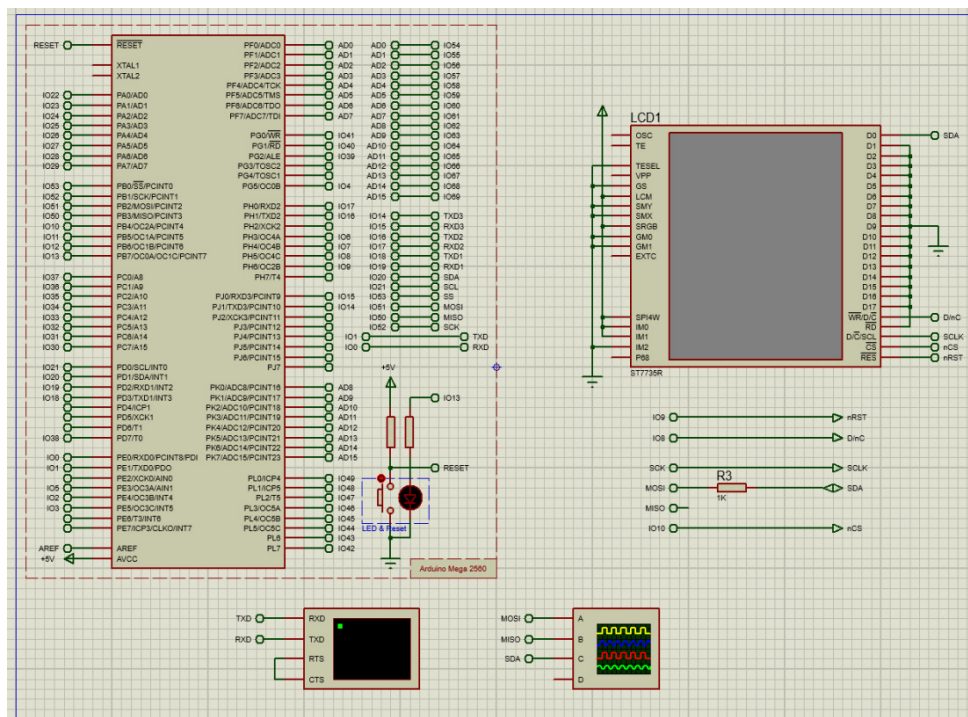 RESET RESET PF0/ADC0 AD0
PF1/ADC1 AD1
XTAL1 PF2/ADC2 AD2
XTAL2 PF3/ADC3 AD3
PF4/ADC4/TCK AD4
IO22 PA0/AD0 PF5/ADC5/TMS AD5
IO23 PA1/AD1 PF6/ADC6/TDO AD6
IO24 PA2/AD2 PF7/ADC7/TDI AD7
IO25 PA3/AD3
IO26 PA4/AD4 PG0/WR IO41
IO27 PA5/AD5 PG1/RD IO40
IO28 PA6/AD6 PG2/ALE IO39
IO29 PA7/AD7 PG3/TOSC2
PG4/TOSC1
IO53 PB0/SS/PCINT0 PG5/OC0B IO4
IO52 PB1/SCK/PCINT1
IO51 PB2/MOSI/PCINT2 PH0/RXD2 IO17
IO50 PB3/MISO/PCINT3 PH1/TXD2 IO16
IO10 PB4/OC2A/PCINT4 PH2/XCK2
IO11 PB5/OC1A/PCINT5 PH3/OC4A IO6
IO12 PB6/OC1B/PCINT6 PH4/OC4B IO7
IO13 PB7/OC0A/OC1C/PCINT7 PH5/OC4C IO8
PH6/OC2B IO9
IO37 PC0/A8 PH7/T4
IO36 PC1/A9
IO35 PC2/A10 PJ0/RXD3/PCINT9 IO15
IO34 PC3/A11 PJ1/TXD3/PCINT10 IO14
IO33 PC4/A12 PJ2/XCK3/PCINT11
IO32 PC5/A13 PJ3/PCINT12
IO31 PC6/A14 PJ4/PCINT13
IO30 PC7/A15 PJ5/PCINT14
PJ6/PCINT15
IO21 PD0/SCL/INT0 PJ7
IO20 PD1/SDA/INT1
IO19 PD2/RXD1/INT2 PK0/ADC8/PCINT16 AD8
IO18 PD3/TXD1/INT3 PK1/ADC9/PCINT17 AD9
PD4/ICP1 PK2/ADC10/PCINT18 AD10
PD5/XCK1 PK3/ADC11/PCINT19 AD11
PD6/T1 PK4/ADC12/PCINT20 AD12
IO38 PD7/T0 PK5/ADC13/PCINT21 AD13
PK6/ADC14/PCINT22 AD14
IO0 PE0/RXD0/PCINT8/PDI PK7/ADC15/PCINT23 AD15
IO1 PE1/TXD0/PDO
PE2/XCK0/AIN0 PL0/ICP4 IO49
IO5 PE3/OC3A/AIN1 PL1/ICP5 IO48
IO2 PE4/OC3B/INT4 PL2/T5 IO47
IO3 PE5/OC3C/INT5 PL3/OC5A IO46
PE6/T3/INT6 PL4/OC5B IO45
PE7/ICP3/CLKO/INT7 PL5/OC5C IO44
PL6 IO43
AREF AREF PL7 IO42
+5V AVCC
AD0 IO54
AD1 IO55
AD2 IO56
AD3 IO57
AD4 IO58
AD5 IO59
AD6 IO60
AD7 IO61
AD8 IO62
AD9 IO63
AD10 IO64
AD11 IO65
AD12 IO66
AD13 IO67
AD14 IO68
AD15 IO69
IO14 TXD3
IO15 RXD3
IO16 TXD2
IO17 RXD2
IO18 TXD1
IO19 RXD1
IO20 SDA
IO21 SCL
IO53 SS
IO51 MOSI
IO50 MISO
IO52 SCK
IO1 TXD
IO0 RXD
+5V
IO13
RESET
LED & Reset
Arduino Mega 2560
LCD1
OSC D0 SDA
TE D1
D2
TESEL D3
VPP D4
GS D5
LCM D6
SMY D7
SMX D8
SRGB D9
GM0 D10
GM1 D11
EXTC D12
D13
D14
D15
D16
D17
SPI4W WR/D/C D/nC
IM0 RD
IM1 D/C/SCL SCLK
IM2 CS nCS
P68 RES nRST
ST7735R
IO9 nRST
IO8 D/nC
SCK SCLK
R3
MOSI SDA
1K
MISO
IO10 nCS
TXD RXD
RXD TXD
RTS
CTS
MOSI A
MISO B
SDA C
D